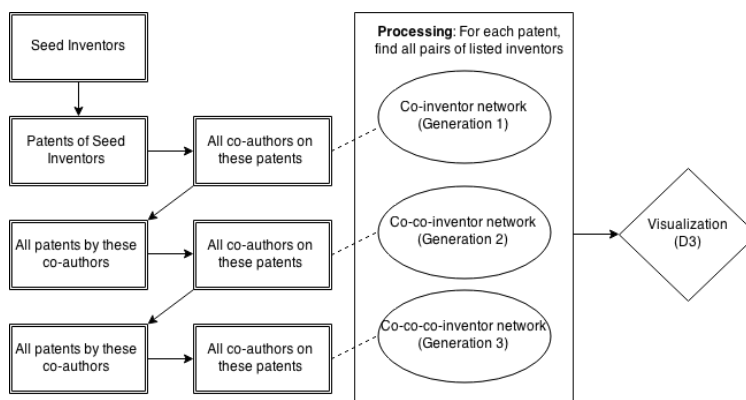 Seed Inventors
Processing: For each patent,
find all pairs of listed inventors
Patents of Seed
Inventors
All co-authors on
these patents
Co-inventor network
(Generation 1)
All patents by these
co-authors
All co-authors on
these patents
Co-co-inventor network
(Generation 2)
Visualization
(D3)
All patents by these
co-authors
All co-authors on
these patents
Co-co-co-inventor network
(Generation 3)